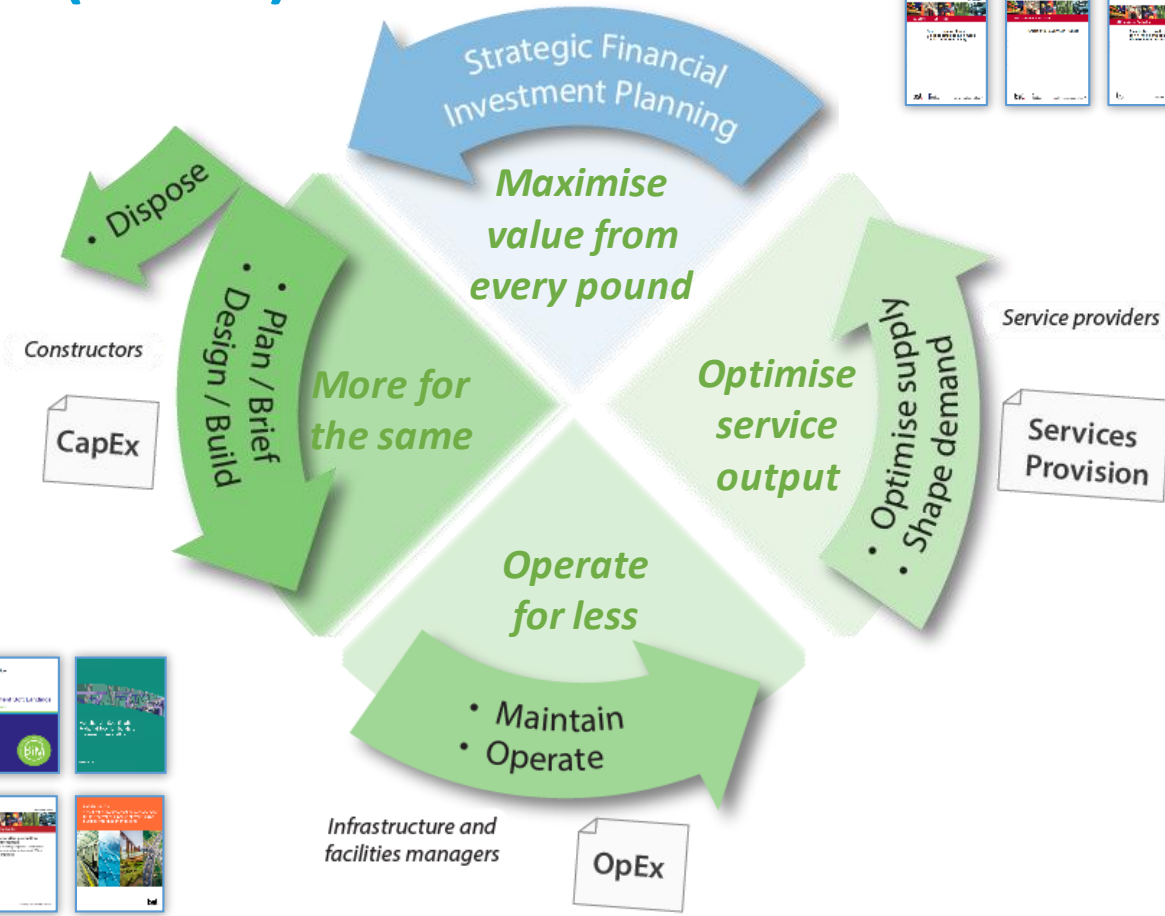 Strategic Financial
Investment Planning
Maximise
value from
every pound
• Dispose
• Plan / Brief
• Design / Build
Constructors
CapEx
More for
the same
Optimise
service
output
• Optimise supply
• Shape demand
Service providers
Services
Provision
Operate
for less
• Maintain
• Operate
Infrastructure and
facilities managers
OpEx
BIM
bsi